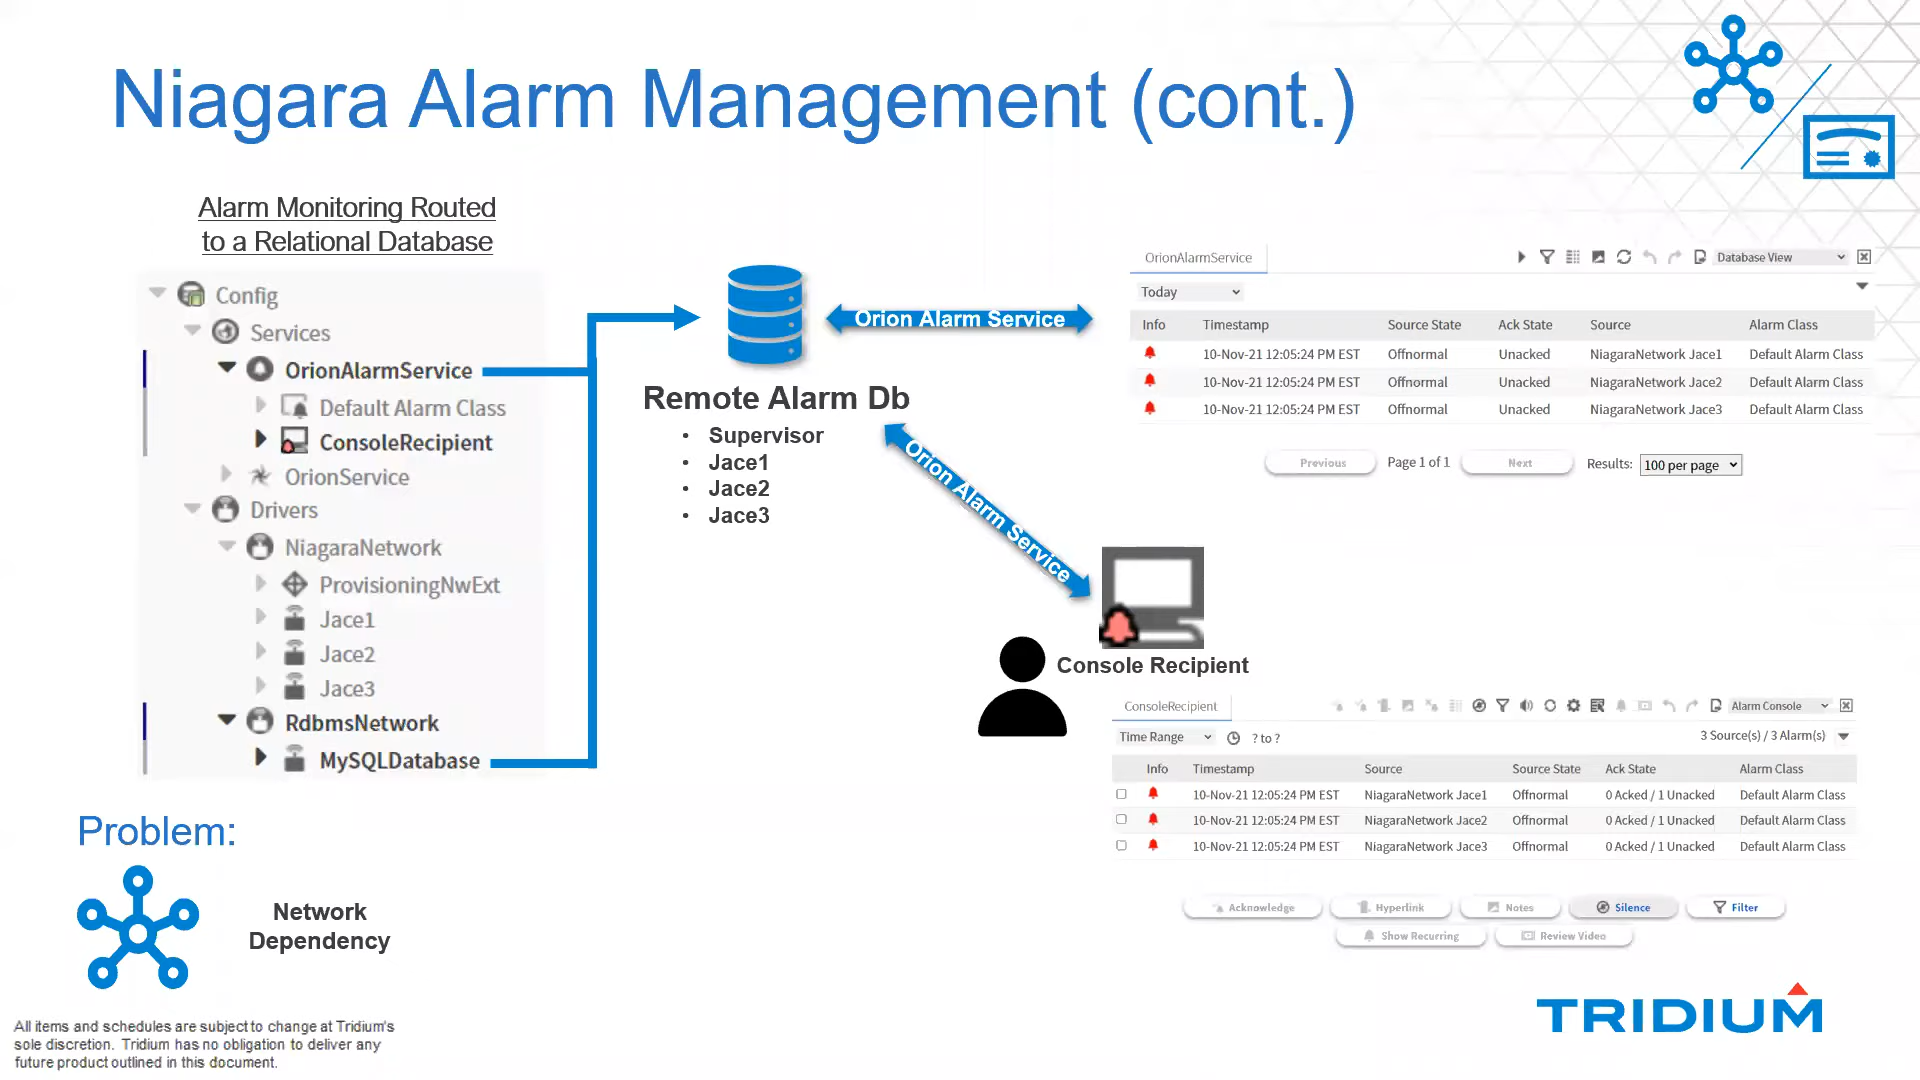 Niagara Alarm Management (cont.)
Alarm Monitoring Routed
to a Relational Database
Config
Services
OrionAlarmService
Default Alarm Class
ConsoleRecipient
OrionService
Drivers
NiagaraNetwork
ProvisioningNwExt
Jace1
Jace2
Jace3
RdbmsNetwork
MySQLDatabase
Remote Alarm Db
• Supervisor
• Jace1
• Jace2
• Jace3
Orion Alarm Service
Orion Alarm Service
Console Recipient
OrionAlarmService Database View
Today
Info Timestamp Source State Ack State Source Alarm Class
10-Nov-21 12:05:24 PM EST Offnormal Unacked NiagaraNetwork Jace1 Default Alarm Class
10-Nov-21 12:05:24 PM EST Offnormal Unacked NiagaraNetwork Jace2 Default Alarm Class
10-Nov-21 12:05:24 PM EST Offnormal Unacked NiagaraNetwork Jace3 Default Alarm Class
Previous Page 1 of 1 Next Results: 100 per page
ConsoleRecipient Alarm Console
Time Range ? to ? 3 Source(s) / 3 Alarm(s)
Info Timestamp Source Source State Ack State Alarm Class
10-Nov-21 12:05:24 PM EST NiagaraNetwork Jace1 Offnormal 0 Acked / 1 Unacked Default Alarm Class
10-Nov-21 12:05:24 PM EST NiagaraNetwork Jace2 Offnormal 0 Acked / 1 Unacked Default Alarm Class
10-Nov-21 12:05:24 PM EST NiagaraNetwork Jace3 Offnormal 0 Acked / 1 Unacked Default Alarm Class
Acknowledge Hyperlink Notes Silence Filter
Show Recurring Review Video
Problem:
Network
Dependency
All items and schedules are subject to change at Tridium's
sole discretion. Tridium has no obligation to deliver any
future product outlined in this document.
TRIDIUM